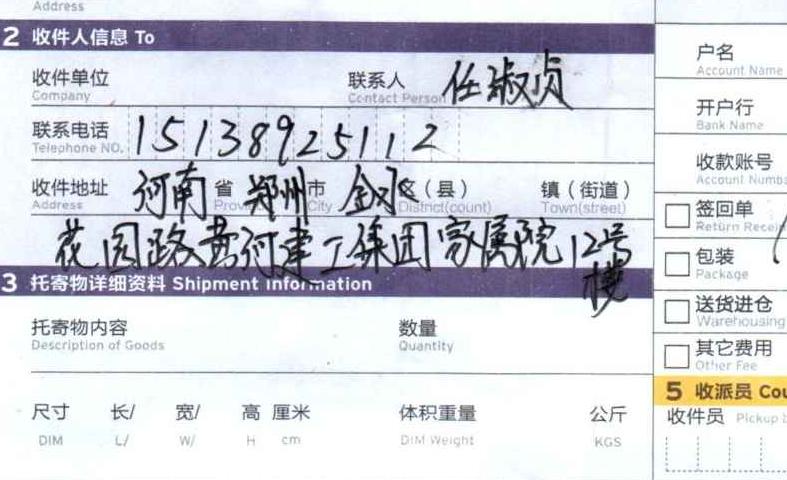 Address
2 收件人信息 To
户名
Account Name
收件单位 联系人 任淑贞
Company Contact Person
开户行
Bank Name
联系电话 15138925112
Telephone NO.
收款账号
Account Numb
收件地址 河南 省 郑州 市 金水 区（县） 镇（街道）
Address Provi City District(count) Town(street)
签回单
Return Recei
花园路黄河建工集团家属院12号
楼
包装
Package
3 托寄物详细资料 Shipment Information
送货进仓
Warehousing
托寄物内容 数量
Description of Goods Quantity
其它费用
Other Fee
5 收派员 Cou
尺寸 长/ 宽/ 高 厘米 体积重量 公斤
DIM L/ W/ H cm DIM Weight KGS
收件员 Pickup